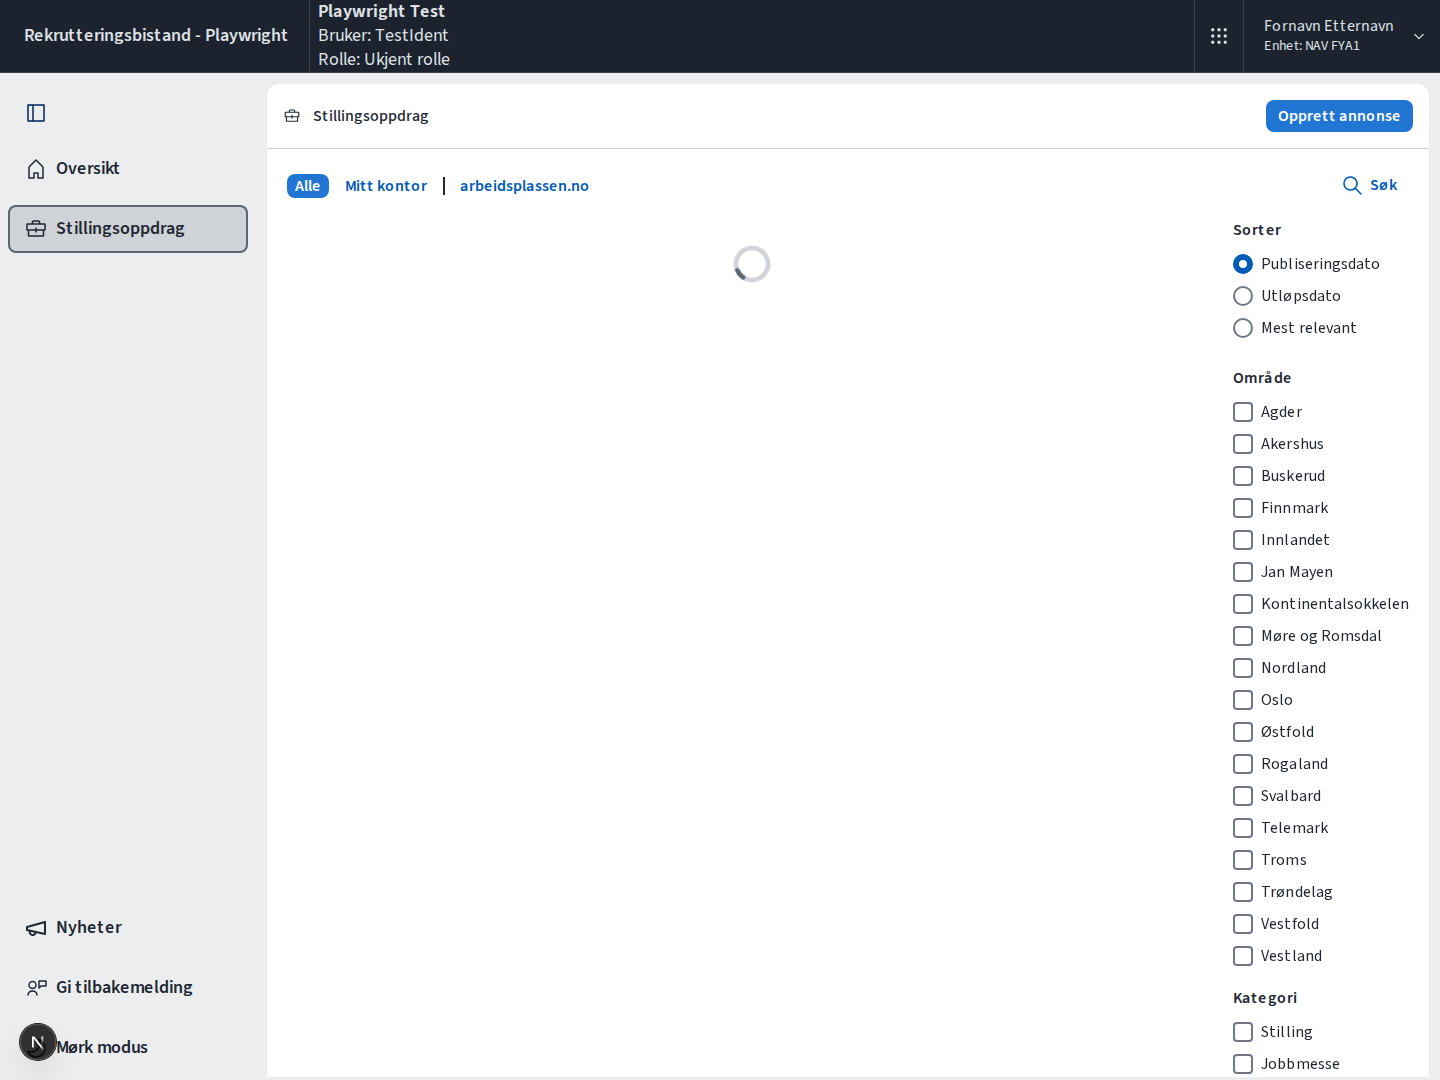 Rekrutteringsbistand - Playwright
Playwright Test
Bruker: TestIdent
Rolle: Ukjent rolle
Fornavn Etternavn
Enhet: NAV FYA1
Oversikt
Stillingsoppdrag
Nyheter
Gi tilbakemelding
N
Mørk modus
Stillingsoppdrag
Opprett annonse
Alle
Mitt kontor
arbeidsplassen.no
Søk
Sorter
Publiseringsdato
Utløpsdato
Mest relevant
Område
Agder
Akershus
Buskerud
Finnmark
Innlandet
Jan Mayen
Kontinentalsokkelen
Møre og Romsdal
Nordland
Oslo
Østfold
Rogaland
Svalbard
Telemark
Troms
Trøndelag
Vestfold
Vestland
Kategori
Stilling
Jobbmesse